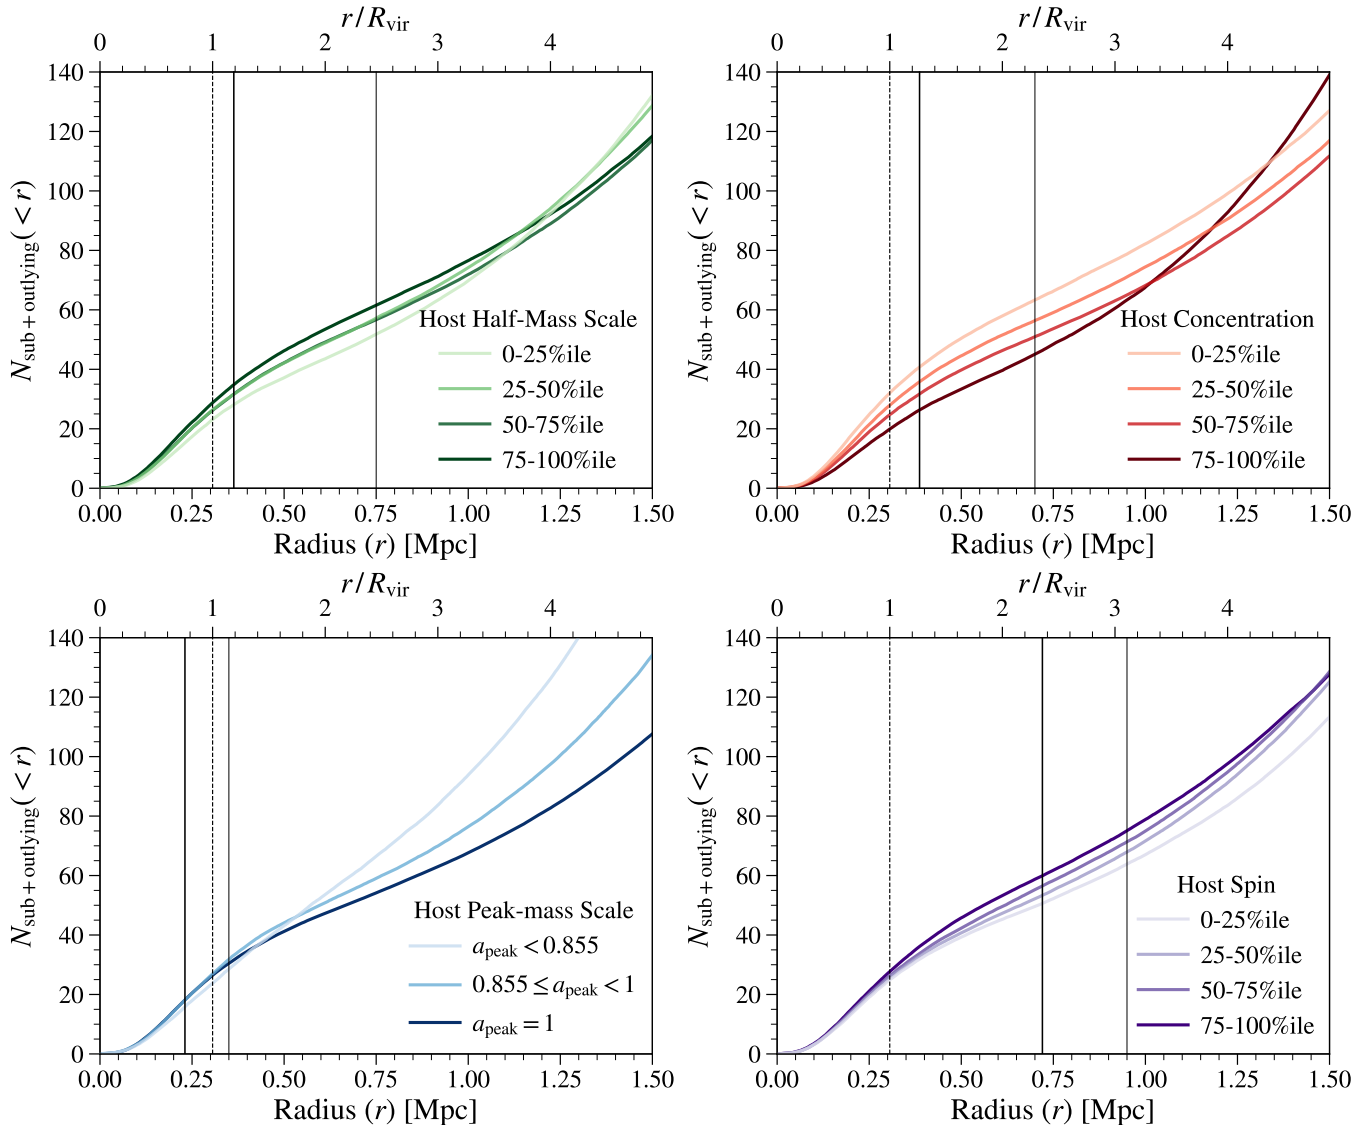 r/R_vir
0 1 2 3 4
140
120
100
80
60
40
20
0
N_sub+outlying(<r)
Host Half-Mass Scale
0-25%ile
25-50%ile
50-75%ile
75-100%ile
0.00 0.25 0.50 0.75 1.00 1.25 1.50
Radius (r) [Mpc]
r/R_vir
0 1 2 3 4
140
120
100
80
60
40
20
0
N_sub+outlying(<r)
Host Concentration
0-25%ile
25-50%ile
50-75%ile
75-100%ile
0.00 0.25 0.50 0.75 1.00 1.25 1.50
Radius (r) [Mpc]
r/R_vir
0 1 2 3 4
140
120
100
80
60
40
20
0
N_sub+outlying(<r)
Host Peak-mass Scale
a_peak < 0.855
0.855 ≤ a_peak < 1
a_peak = 1
0.00 0.25 0.50 0.75 1.00 1.25 1.50
Radius (r) [Mpc]
r/R_vir
0 1 2 3 4
140
120
100
80
60
40
20
0
N_sub+outlying(<r)
Host Spin
0-25%ile
25-50%ile
50-75%ile
75-100%ile
0.00 0.25 0.50 0.75 1.00 1.25 1.50
Radius (r) [Mpc]